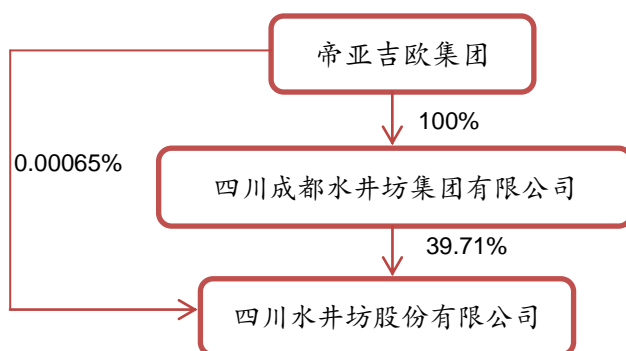 帝亚吉欧集团
100%
0.00065%
四川成都水井坊集团有限公司
39.71%
四川水井坊股份有限公司